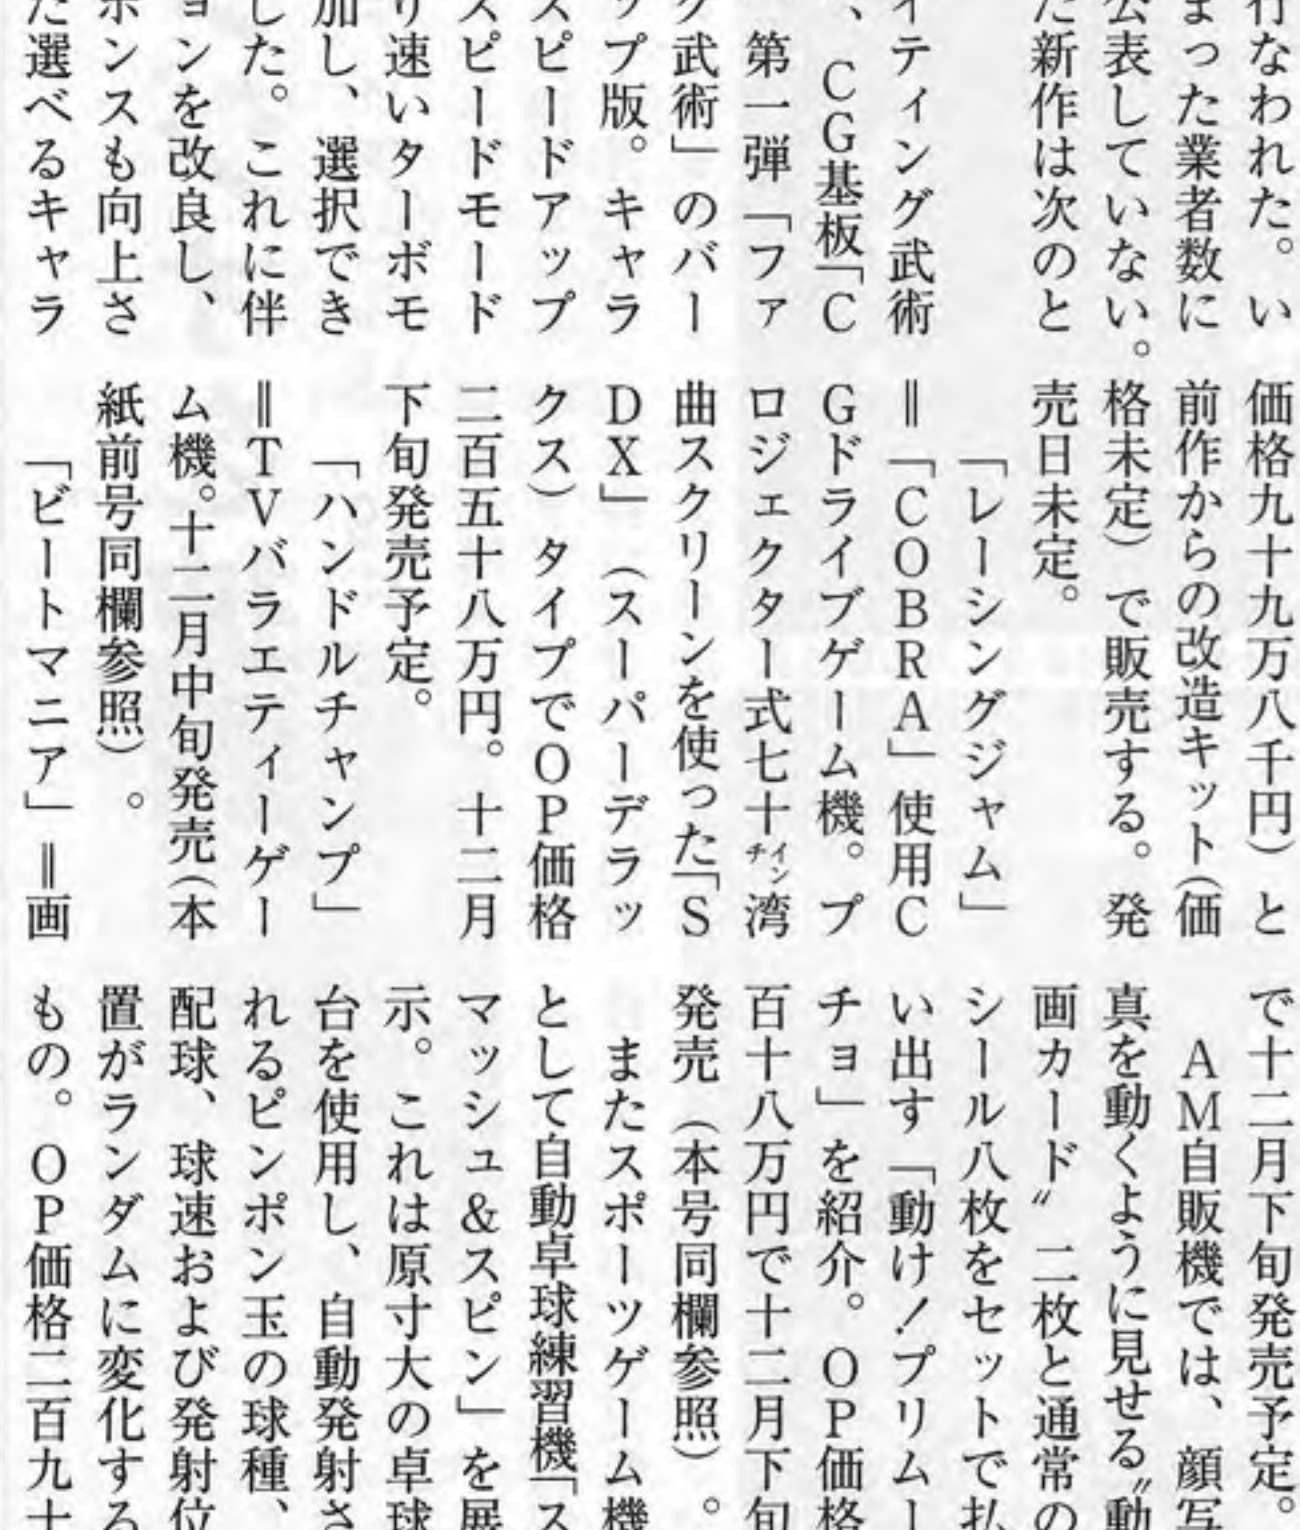 行なわれた。い
まった業者数に
公表していない。
た新作は次のと
イティング武術
、CG基板「C
第一弾「ファ
ク武術」のバー
ップ版。キャラ
スピードアップ
スピードモード
り速いターボモ
加し、選択でき
した。これに伴
ョンを改良し、
ポンスも向上さ
た選べるキャラ
価格九十九万八千円）と
前作からの改造キット（価
格未定）で販売する。発
売日未定。
「レーシングジャム」
＝「COBRA」使用C
Gドライブゲーム機。プ
ロジェクター式七十インチ湾
曲スクリーンを使った「S
DX」（スーパーデラッ
クス）タイプでOP価格
二百五十八万円。十二月
下旬発売予定。
「ハンドルチャンプ」
＝TVバラエティーゲー
ム機。十二月中旬発売（本
紙前号同欄参照）。
「ビートマニア」＝画
で十二月下旬発売予定。
AM自販機では、顔写
真を動くように見せる〝動
画カード〟二枚と通常の
シール八枚をセットで払
い出す「動け！プリムー
チョ」を紹介。OP価格
百十八万円で十二月下旬
発売（本号同欄参照）。
またスポーツゲーム機
として自動卓球練習機「ス
マッシュ＆スピン」を展
示。これは原寸大の卓球
台を使用し、自動発射さ
れるピンポン玉の球種、
配球、球速および発射位
置がランダムに変化する
もの。OP価格二百九十